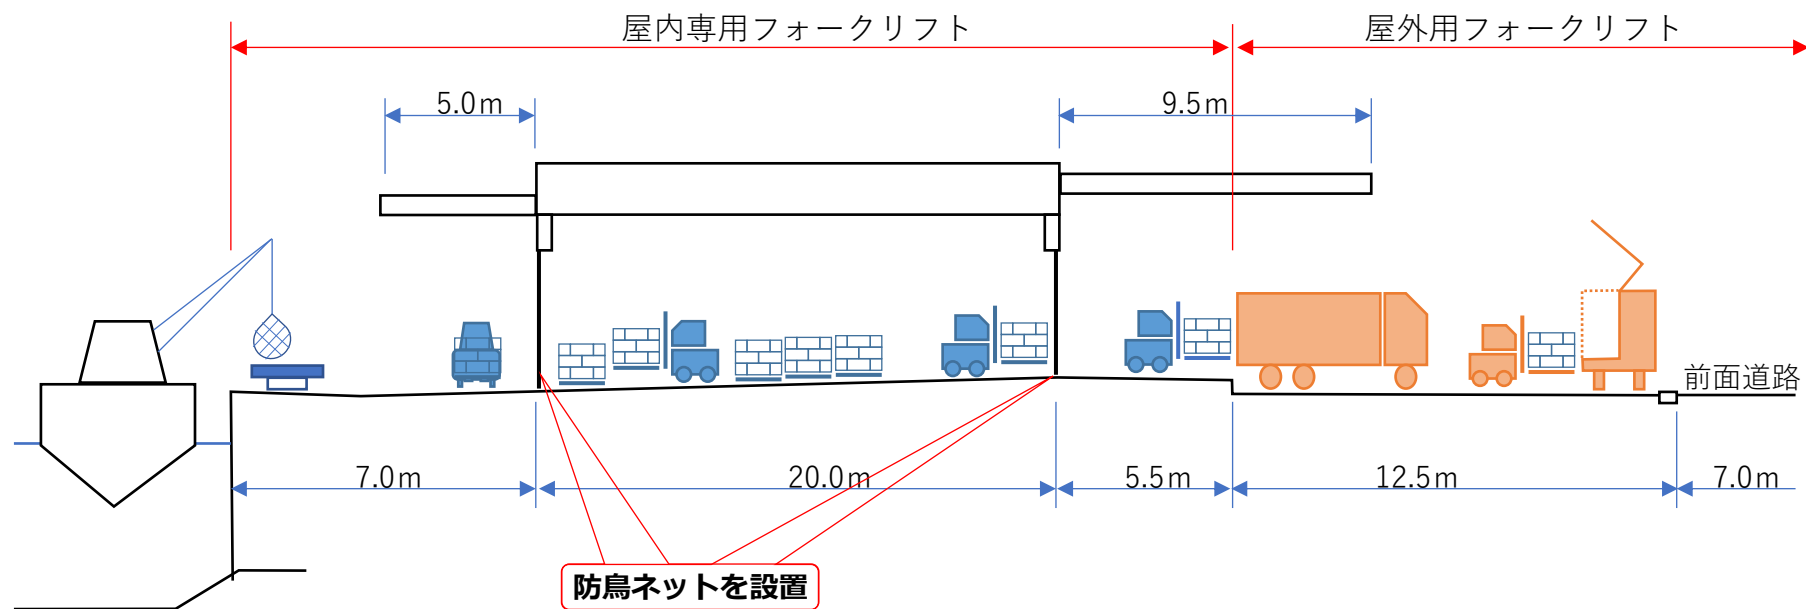 屋内専用フォークリフト
屋外用フォークリフト
5.0m
9.5m
前面道路
7.0m
20.0m
5.5m
12.5m
7.0m
防鳥ネットを設置